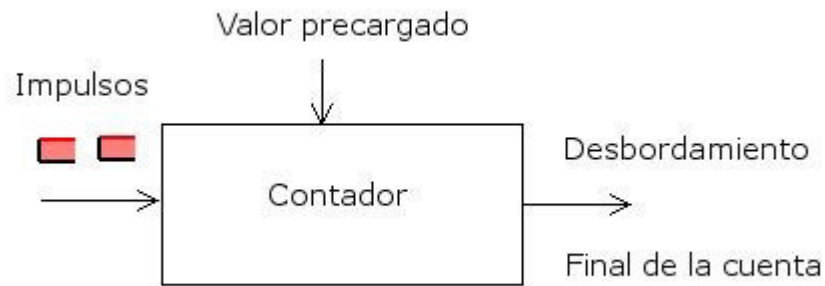 Valor precargado
Impulsos
Desbordamiento
Contador
Final de la cuenta